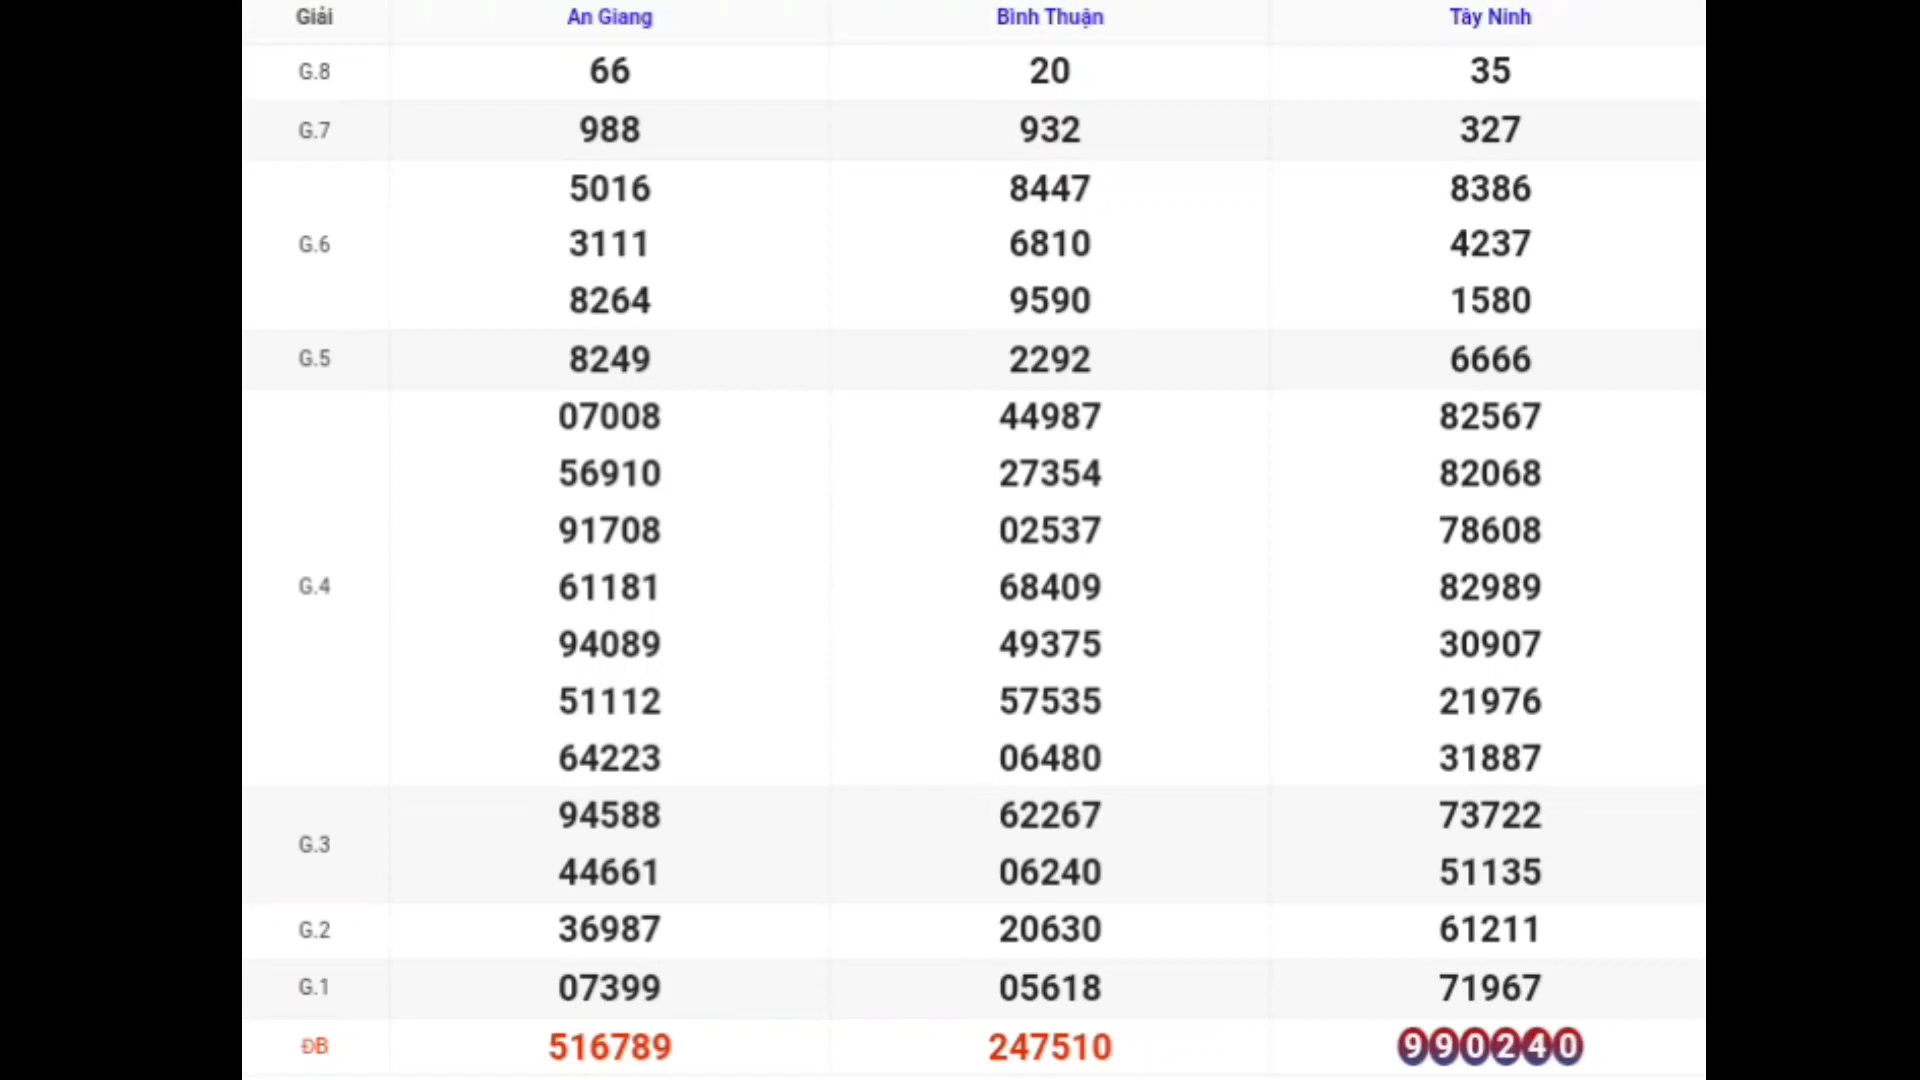 Giải An Giang Bình Thuận Tây Ninh
G.8 66 20 35
G.7 988 932 327
5016 8447 8386
G.6 3111 6810 4237
8264 9590 1580
G.5 8249 2292 6666
07008 44987 82567
56910 27354 82068
91708 02537 78608
G.4 61181 68409 82989
94089 49375 30907
51112 57535 21976
64223 06480 31887
G.3 94588 62267 73722
44661 06240 51135
G.2 36987 20630 61211
G.1 07399 05618 71967
ĐB 516789 247510 990240